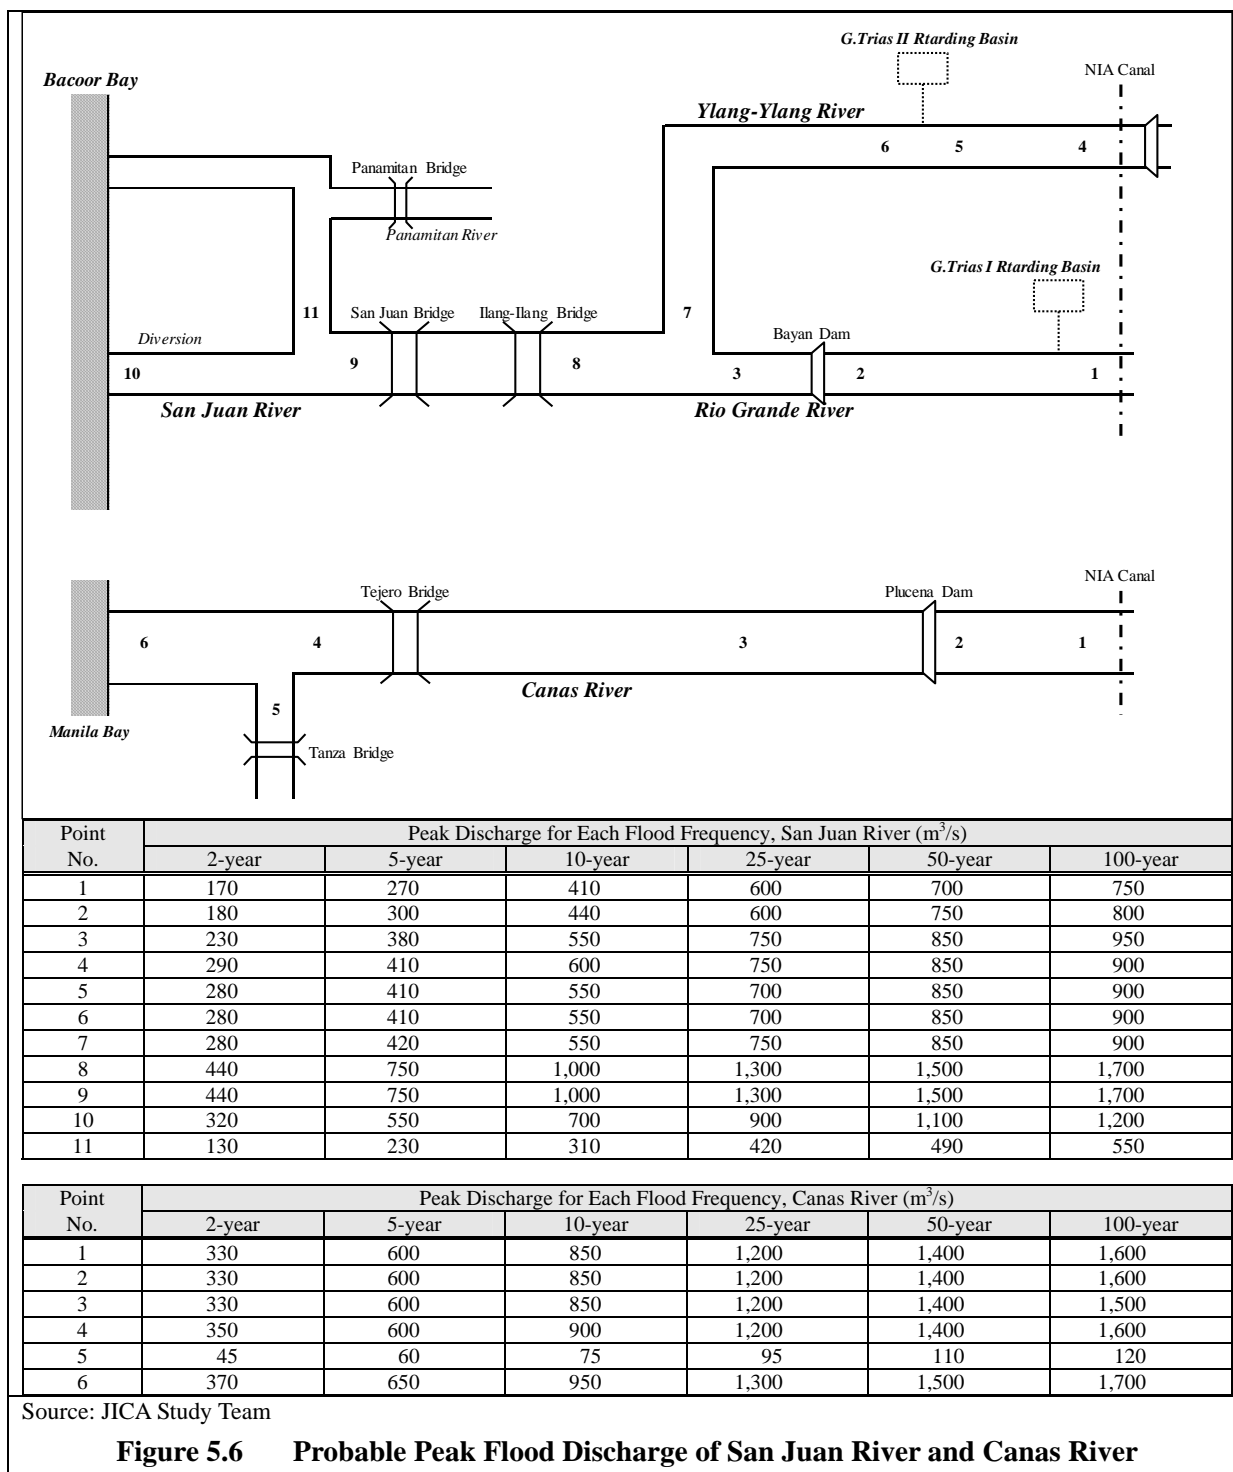 G.Trias II Rtarding Basin
NIA Canal
Bacoor Bay
Ylang-Ylang River
6 5 4
Panamitan Bridge
Panamitan River
G.Trias I Rtarding Basin
11 San Juan Bridge Ilang-Ilang Bridge 7
Diversion
Bayan Dam
10 9 8 3 2 1
San Juan River
Rio Grande River
NIA Canal
Tejero Bridge
Plucena Dam
6 4 3 2 1
Canas River
5
Manila Bay
Tanza Bridge
Point No. Peak Discharge for Each Flood Frequency, San Juan River (m3/s)
2-year 5-year 10-year 25-year 50-year 100-year
1 170 270 410 600 700 750
2 180 300 440 600 750 800
3 230 380 550 750 850 950
4 290 410 600 750 850 900
5 280 410 550 700 850 900
6 280 410 550 700 850 900
7 280 420 550 750 850 900
8 440 750 1,000 1,300 1,500 1,700
9 440 750 1,000 1,300 1,500 1,700
10 320 550 700 900 1,100 1,200
11 130 230 310 420 490 550
Point No. Peak Discharge for Each Flood Frequency, Canas River (m3/s)
2-year 5-year 10-year 25-year 50-year 100-year
1 330 600 850 1,200 1,400 1,600
2 330 600 850 1,200 1,400 1,600
3 330 600 850 1,200 1,400 1,500
4 350 600 900 1,200 1,400 1,600
5 45 60 75 95 110 120
6 370 650 950 1,300 1,500 1,700
Source: JICA Study Team
Figure 5.6 Probable Peak Flood Discharge of San Juan River and Canas River